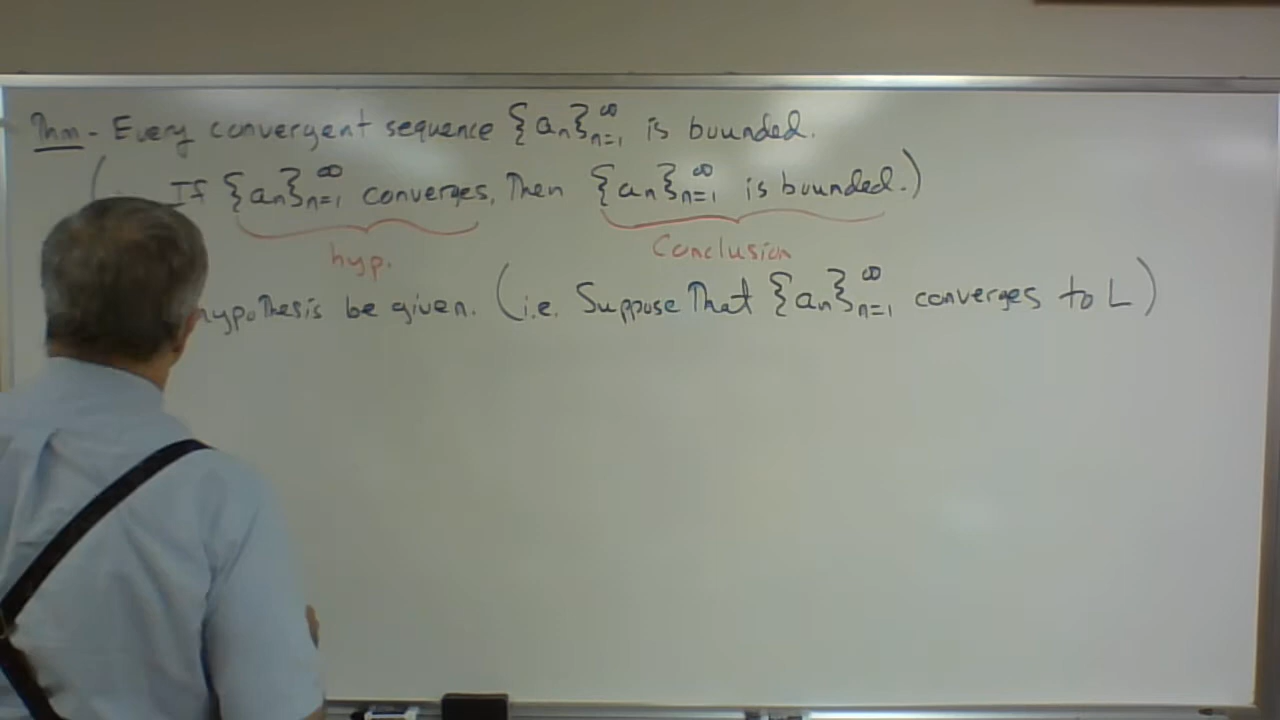 Thm - Every convergent sequence {aₙ}ₙ₌₁^∞ is bounded.
( If {aₙ}ₙ₌₁^∞ converges, Then {aₙ}ₙ₌₁^∞ is bounded.)
hyp. Conclusion
hypothesis be given. (i.e. Suppose That {aₙ}ₙ₌₁^∞ converges to L)